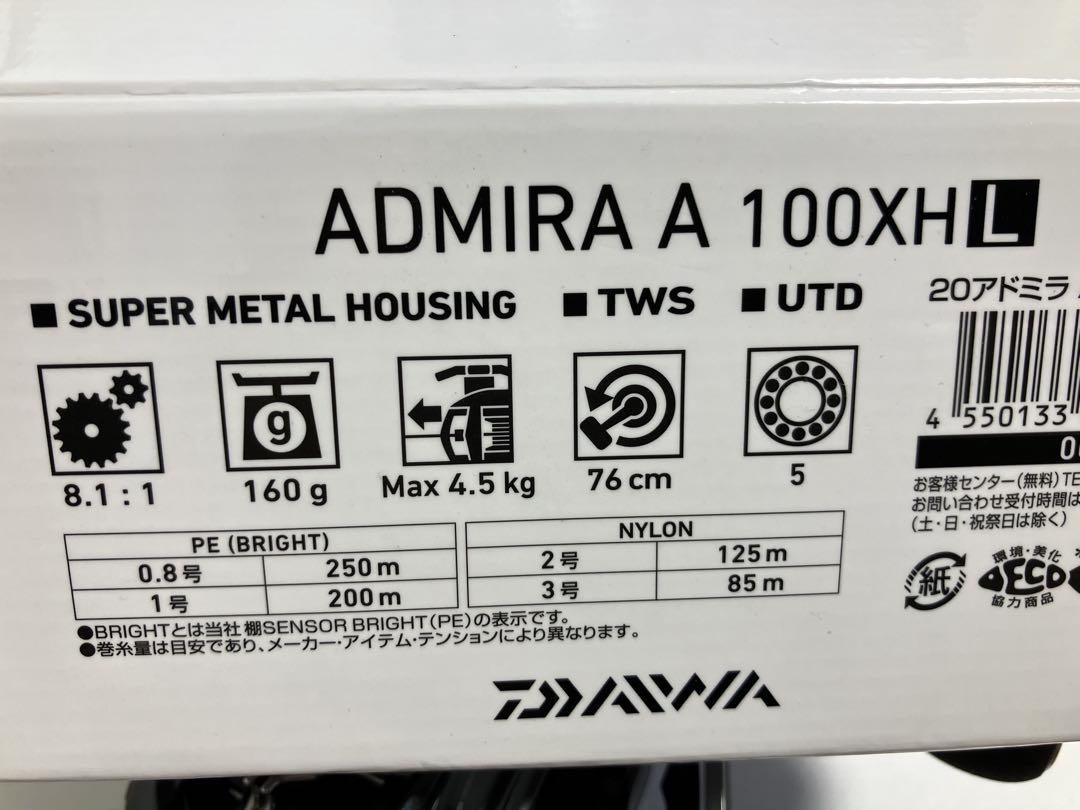 ADMIRA A 100XH L
■ SUPER METAL HOUSING ■ TWS ■ UTD
20アドミラ
4 550133
g
8.1 : 1
160 g
Max 4.5 kg
76 cm
5
PE (BRIGHT)
0.8号 250 m
1号 200 m
NYLON
2号 125 m
3号 85 m
●BRIGHTとは当社 棚SENSOR BRIGHT(PE)の表示です。
●巻糸量は目安であり、メーカー・アイテム・テンションにより異なります。
お客様センター(無料)TE
お問い合わせ受付時間は
(土・日・祝祭日は除く)
紙
環境・美化
DECO
協力商品
DAIWA